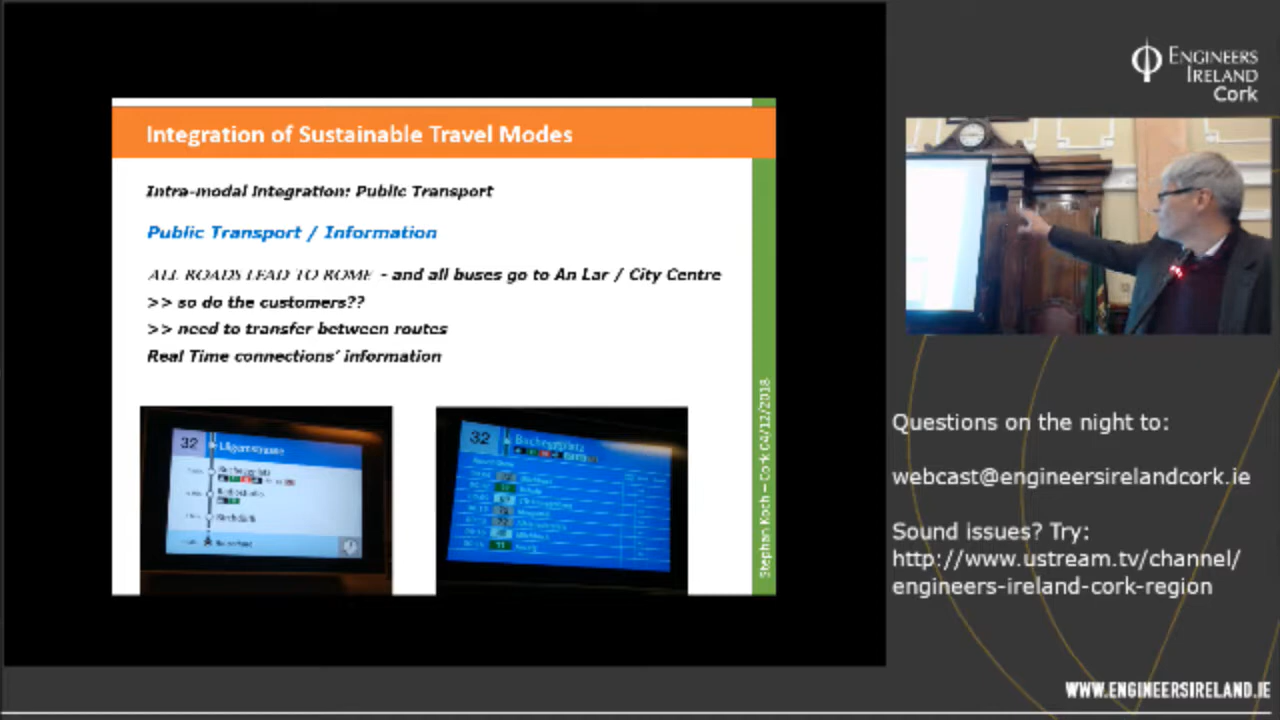 Integration of Sustainable Travel Modes
Intra-modal Integration: Public Transport
Public Transport / Information
ALL ROADS LEAD TO ROME - and all buses go to An Lar / City Centre
>> so do the customers??
>> need to transfer between routes
Real Time connections' information
32
32
Bucheggplatz
Stephan Koch – Cork 04/12/2018
ENGINEERS
IRELAND
Cork
Questions on the night to:
webcast@engineersirelandcork.ie
Sound issues? Try:
http://www.ustream.tv/channel/
engineers-ireland-cork-region
WWW.ENGINEERSIRELAND.IE